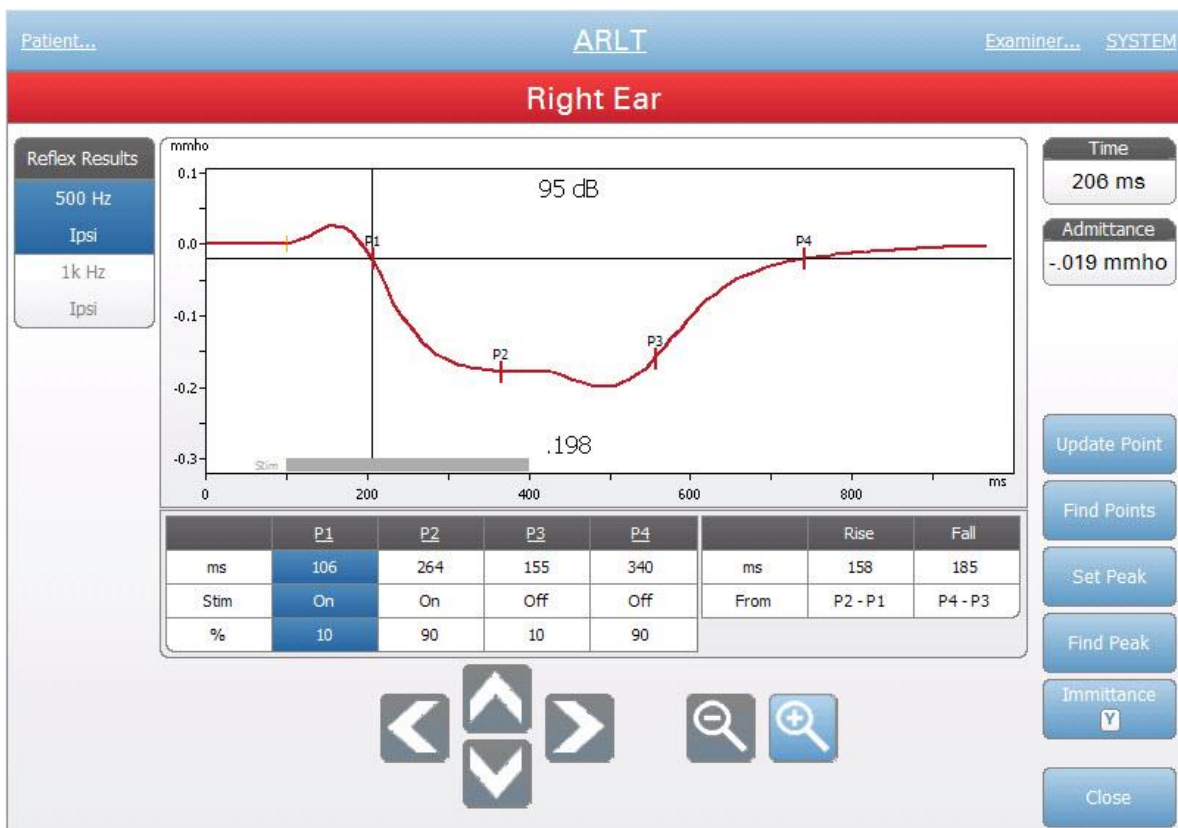 Patient... ARLT Examiner... SYSTEM
Right Ear
Reflex Results
500 Hz
Ipsi
1k Hz
Ipsi
mmho
0.1
0.0
-0.1
-0.2
-0.3
95 dB
P1
P2
P3
P4
.198
Stim
0 200 400 600 800 ms
Time
206 ms
Admittance
-.019 mmho
P1 P2 P3 P4 Rise Fall
ms 106 264 155 340 ms 158 185
Stim On On Off Off From P2 - P1 P4 - P3
% 10 90 10 90
Update Point
Find Points
Set Peak
Find Peak
Immittance
Y
Close